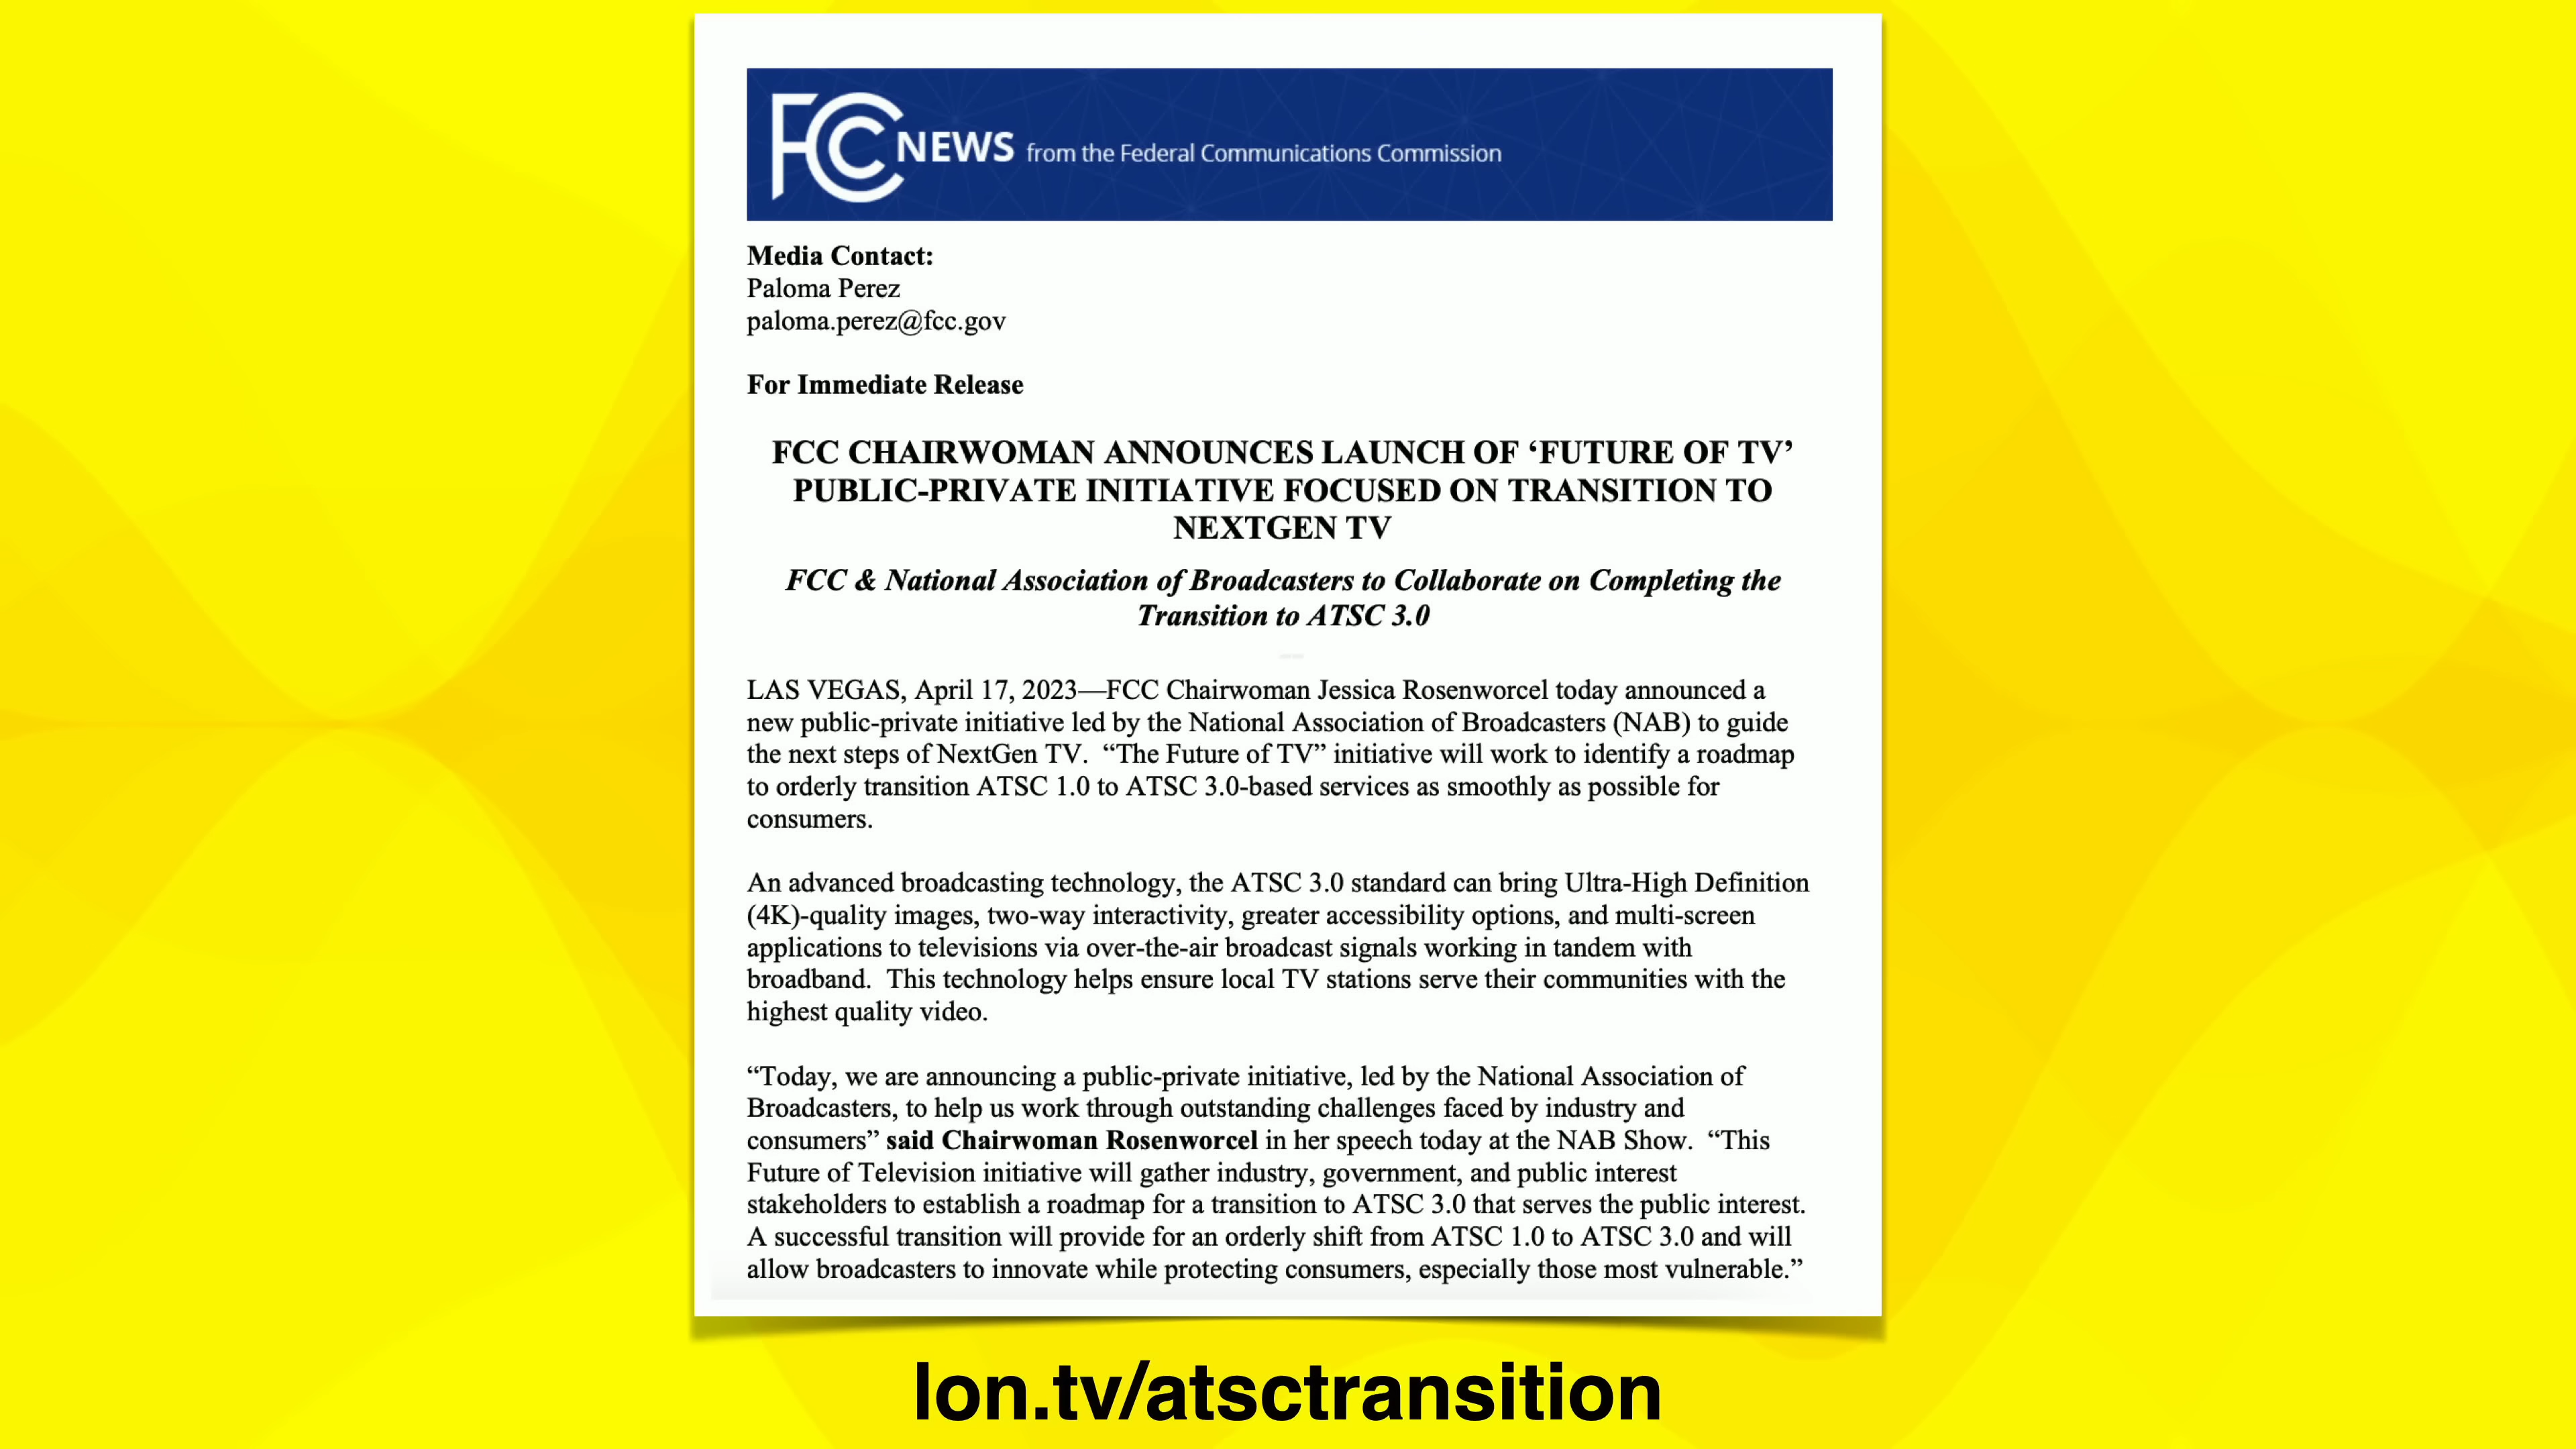 FCC NEWS from the Federal Communications Commission
Media Contact:
Paloma Perez
paloma.perez@fcc.gov
For Immediate Release
FCC CHAIRWOMAN ANNOUNCES LAUNCH OF ‘FUTURE OF TV’
PUBLIC-PRIVATE INITIATIVE FOCUSED ON TRANSITION TO
NEXTGEN TV
FCC & National Association of Broadcasters to Collaborate on Completing the
Transition to ATSC 3.0
LAS VEGAS, April 17, 2023—FCC Chairwoman Jessica Rosenworcel today announced a
new public-private initiative led by the National Association of Broadcasters (NAB) to guide
the next steps of NextGen TV.  “The Future of TV” initiative will work to identify a roadmap
to orderly transition ATSC 1.0 to ATSC 3.0-based services as smoothly as possible for
consumers.
An advanced broadcasting technology, the ATSC 3.0 standard can bring Ultra-High Definition
(4K)-quality images, two-way interactivity, greater accessibility options, and multi-screen
applications to televisions via over-the-air broadcast signals working in tandem with
broadband.  This technology helps ensure local TV stations serve their communities with the
highest quality video.
“Today, we are announcing a public-private initiative, led by the National Association of
Broadcasters, to help us work through outstanding challenges faced by industry and
consumers” said Chairwoman Rosenworcel in her speech today at the NAB Show.  “This
Future of Television initiative will gather industry, government, and public interest
stakeholders to establish a roadmap for a transition to ATSC 3.0 that serves the public interest.
A successful transition will provide for an orderly shift from ATSC 1.0 to ATSC 3.0 and will
allow broadcasters to innovate while protecting consumers, especially those most vulnerable.”
lon.tv/atsctransition